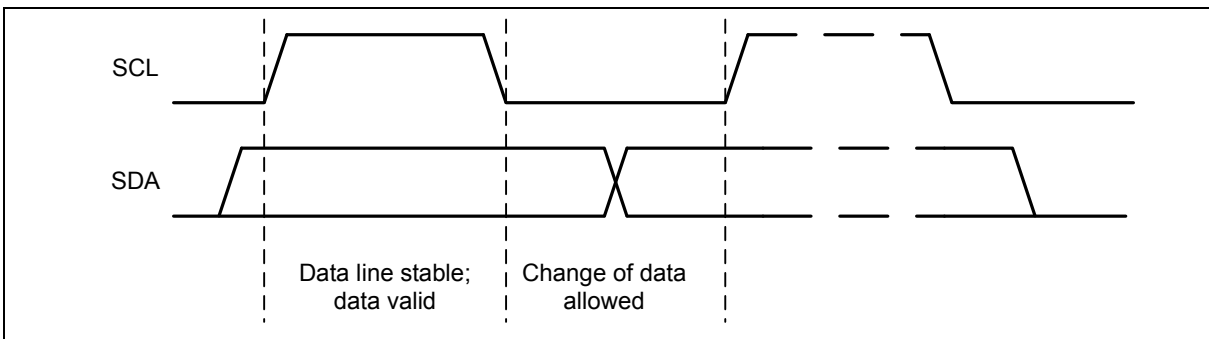 SCL
SDA
Data line stable;
data valid
Change of data
allowed